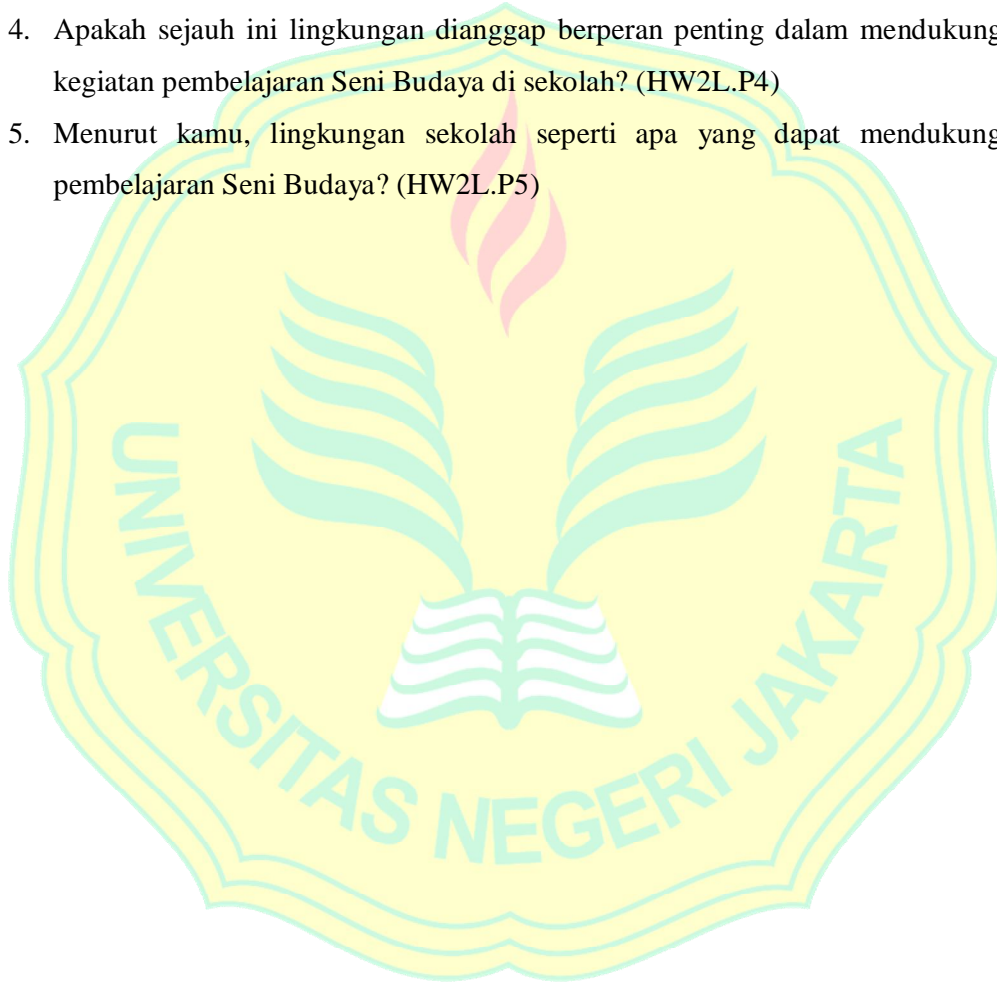 4. Apakah sejauh ini lingkungan dianggap berperan penting dalam mendukung
kegiatan pembelajaran Seni Budaya di sekolah? (HW2L.P4)
5. Menurut kamu, lingkungan sekolah seperti apa yang dapat mendukung
pembelajaran Seni Budaya? (HW2L.P5)
UNIVERSITAS NEGERI JAKARTA